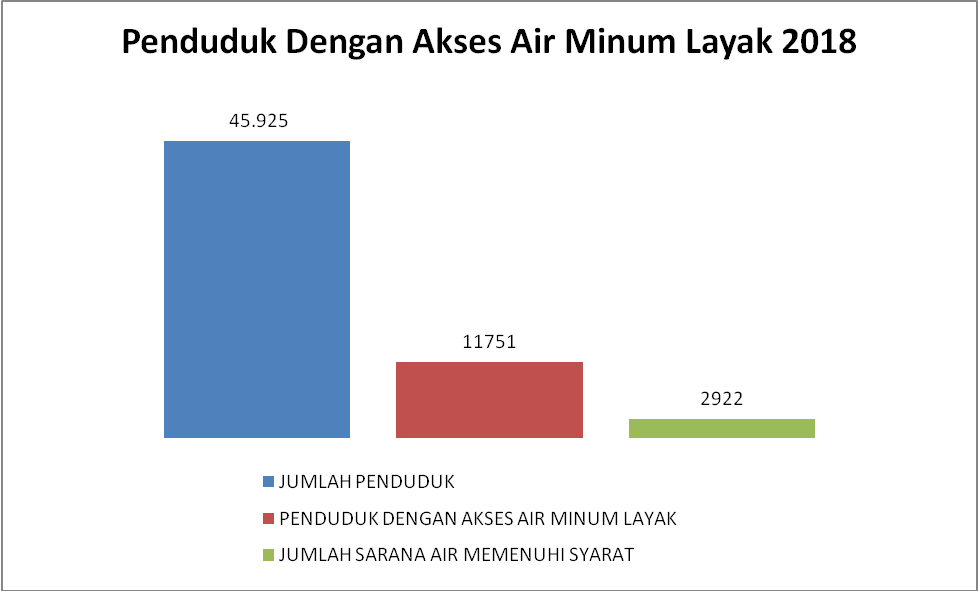 Penduduk Dengan Akses Air Minum Layak 2018
45.925
11751
2922
JUMLAH PENDUDUK
PENDUDUK DENGAN AKSES AIR MINUM LAYAK
JUMLAH SARANA AIR MEMENUHI SYARAT